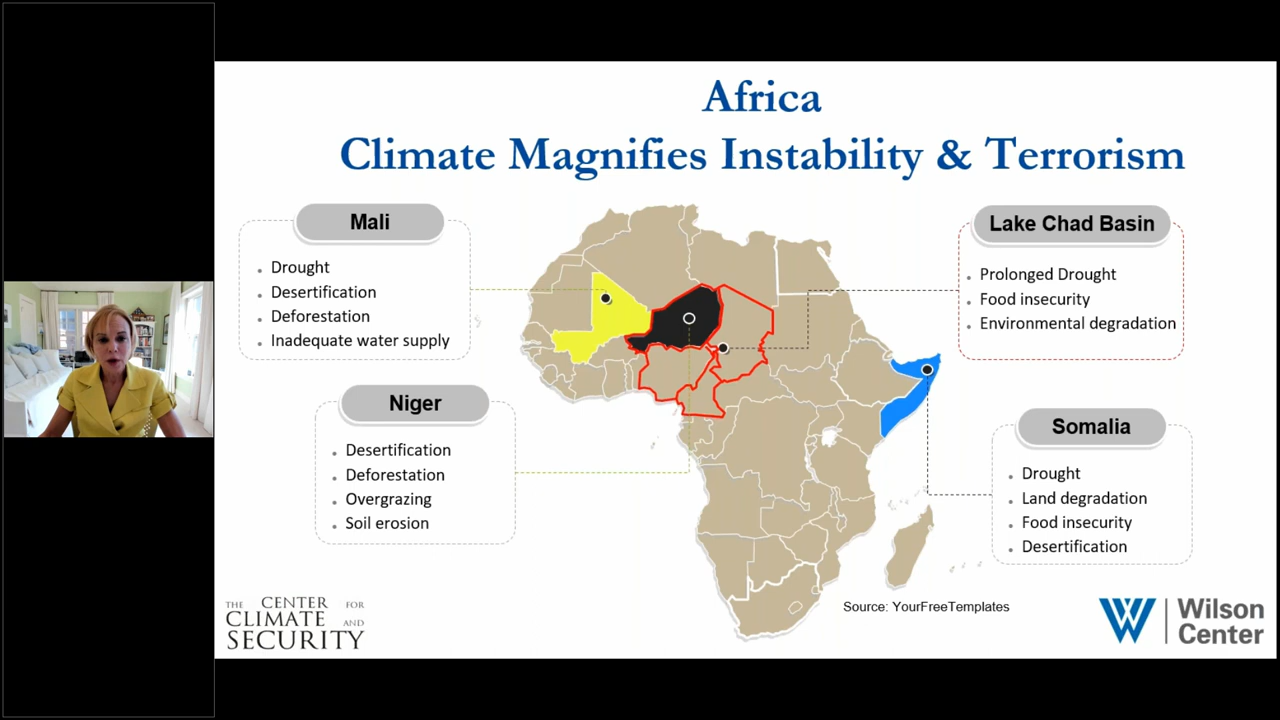 Africa
Climate Magnifies Instability & Terrorism
Mali
Drought
Desertification
Deforestation
Inadequate water supply
Niger
Desertification
Deforestation
Overgrazing
Soil erosion
Lake Chad Basin
Prolonged Drought
Food insecurity
Environmental degradation
Somalia
Drought
Land degradation
Food insecurity
Desertification
Source: YourFreeTemplates
THE CENTER FOR
CLIMATE AND
SECURITY
Wilson
Center